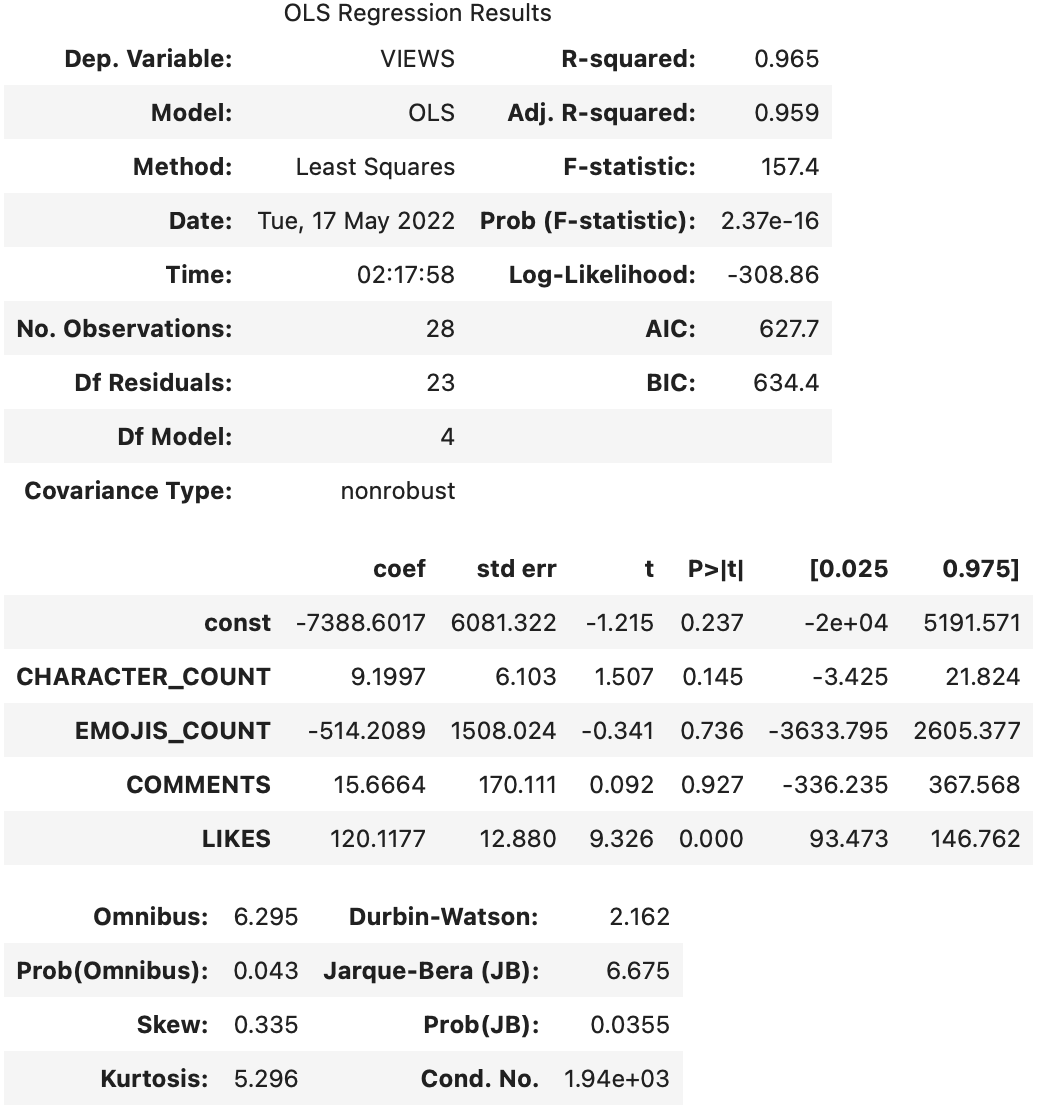 OLS Regression Results
Dep. Variable: VIEWS R-squared: 0.965
Model: OLS Adj. R-squared: 0.959
Method: Least Squares F-statistic: 157.4
Date: Tue, 17 May 2022 Prob (F-statistic): 2.37e-16
Time: 02:17:58 Log-Likelihood: -308.86
No. Observations: 28 AIC: 627.7
Df Residuals: 23 BIC: 634.4
Df Model: 4
Covariance Type: nonrobust
coef std err t P>|t| [0.025 0.975]
const -7388.6017 6081.322 -1.215 0.237 -2e+04 5191.571
CHARACTER_COUNT 9.1997 6.103 1.507 0.145 -3.425 21.824
EMOJIS_COUNT -514.2089 1508.024 -0.341 0.736 -3633.795 2605.377
COMMENTS 15.6664 170.111 0.092 0.927 -336.235 367.568
LIKES 120.1177 12.880 9.326 0.000 93.473 146.762
Omnibus: 6.295 Durbin-Watson: 2.162
Prob(Omnibus): 0.043 Jarque-Bera (JB): 6.675
Skew: 0.335 Prob(JB): 0.0355
Kurtosis: 5.296 Cond. No. 1.94e+03